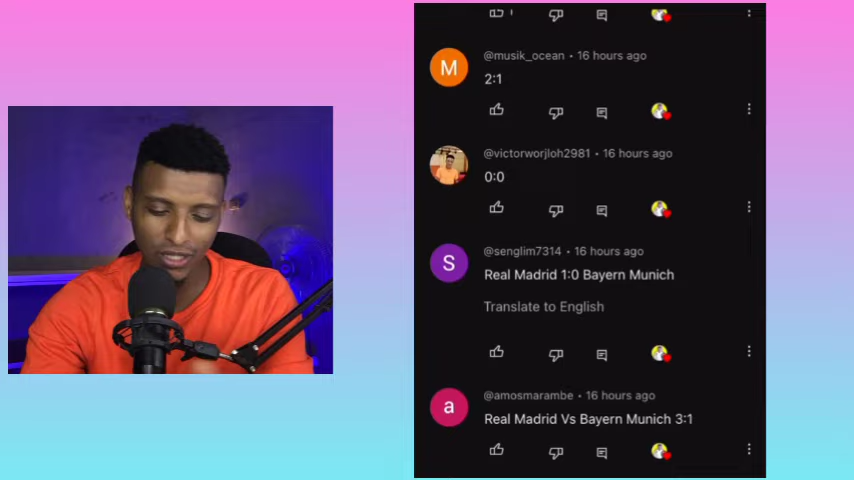 @musik_ocean • 16 hours ago
M
2:1
@victorworjloh2981 • 16 hours ago
0:0
@senglim7314 • 16 hours ago
S
Real Madrid 1:0 Bayern Munich
Translate to English
@amosmarambe • 16 hours ago
a
Real Madrid Vs Bayern Munich 3:1